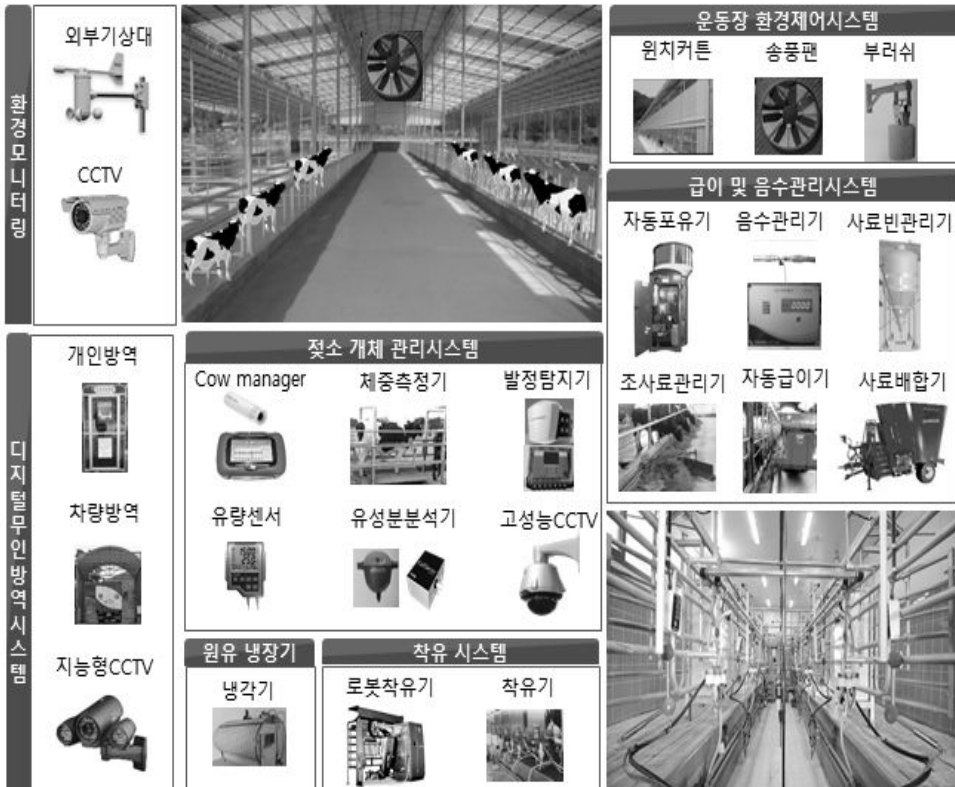 환경모니터링
외부기상대
CCTV
운동장 환경제어시스템
윈치커튼 송풍팬 부러쉬
급이 및 음수관리시스템
자동포유기 음수관리기 사료빈관리기
조사료관리기 자동급이기 사료배합기
디지털무인방역시스템
개인방역
차량방역
지능형CCTV
젖소 개체 관리시스템
Cow manager 체중측정기 발정탐지기
유량센서 유성분분석기 고성능CCTV
원유 냉장기
냉각기
착유 시스템
로봇착유기 착유기